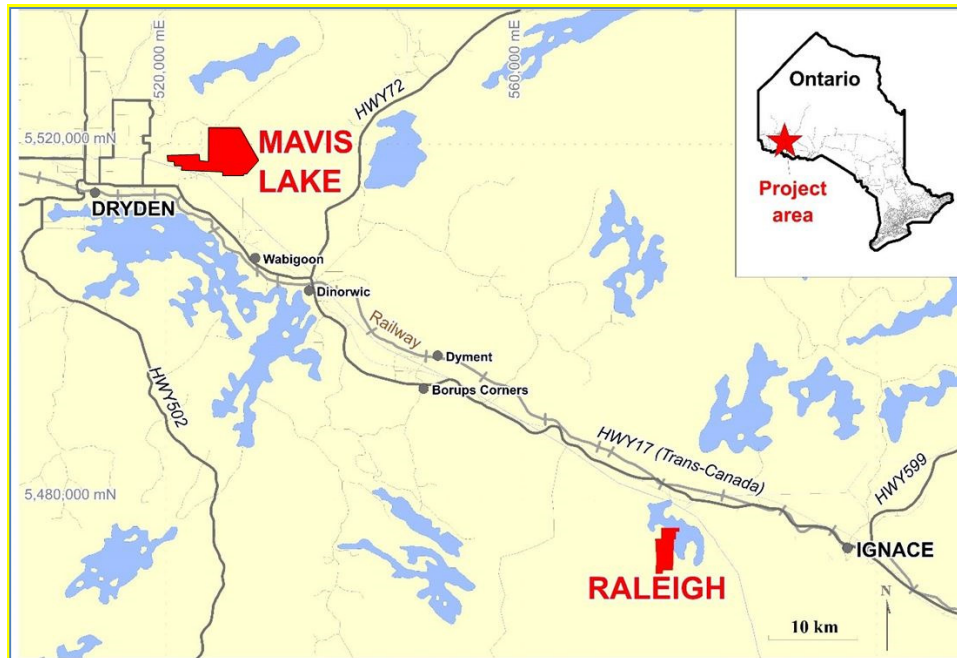 520,000 mE
560,000 mE
HWY72
Ontario
5,520,000 mN
MAVIS
LAKE
Project
area
DRYDEN
Wabigoon
Dinorwic
Railway
Dyment
Borups Corners
HWY502
HWY17 (Trans-Canada)
HWY599
5,480,000 mN
IGNACE
RALEIGH
N
10 km